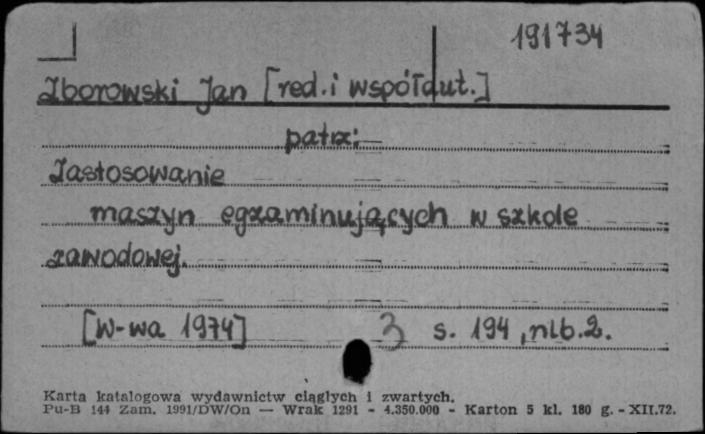 191734
Zborowski Jan [red. i współaut.]
patrz:
Zastosowanie
maszyn egzaminujących w szkole
zawodowej.
[W-wa 1974] 3 s. 194, nlb. 2.
Karta katalogowa wydawnictw ciągłych i zwartych.
Pu-B 144 Zam. 1991/DW/On — Wrak 1291 - 4.350.000 - Karton 5 kl. 180 g. - XII.72.